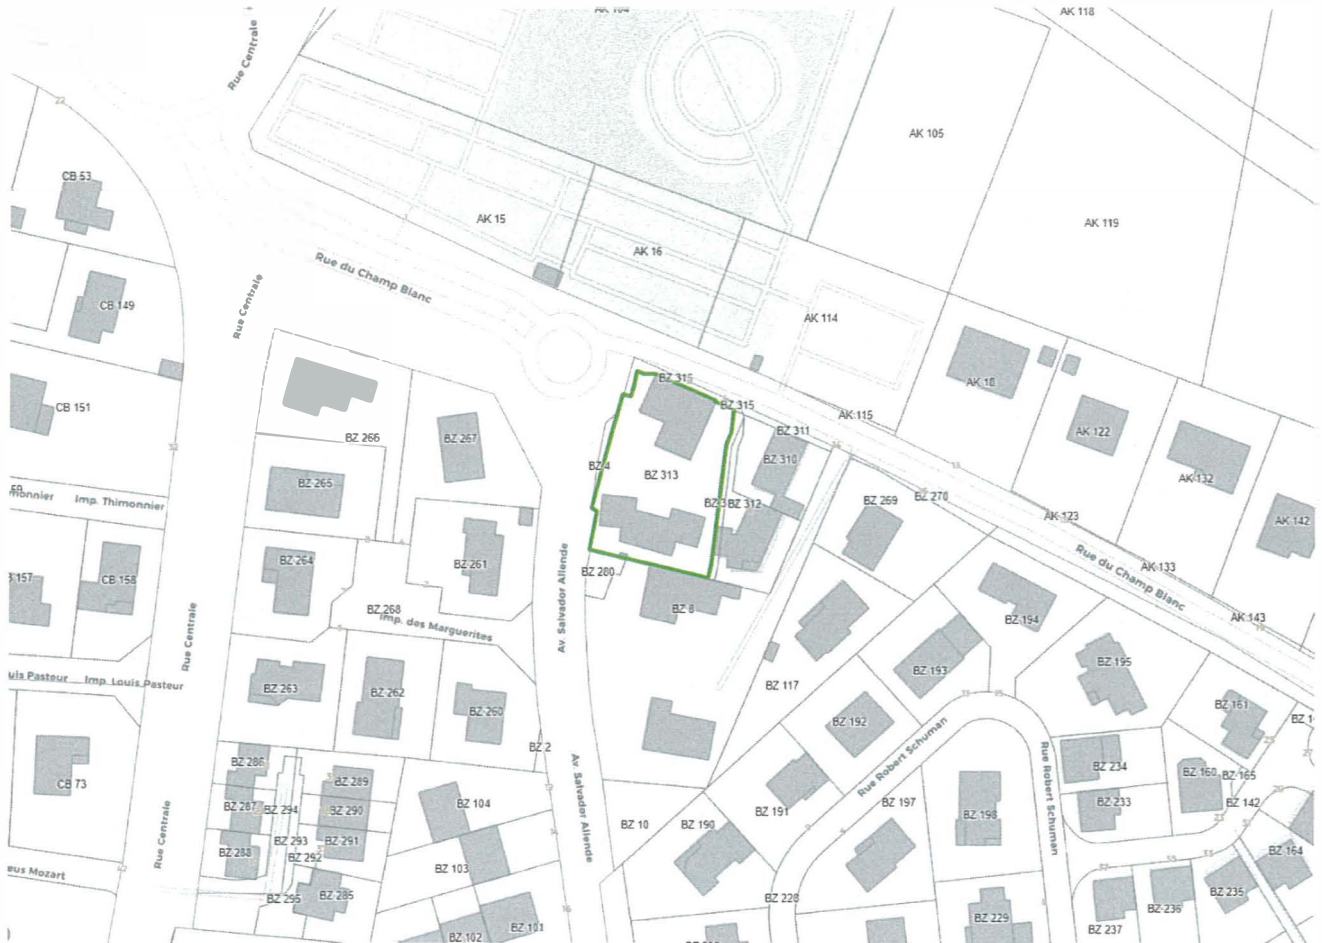 AK 104
AK 118
Rue Centrale
22
AK 105
CB 53
AK 15
AK 119
AK 16
Rue du Champ Blanc
CB 149
Rue Centrale
AK 114
BZ 316
AK 18
CB 151
BZ 315
AK 115
BZ 311
AK 122
BZ 266
BZ 267
32
BZ 310
BZ 4
BZ 313
AK 132
BZ 265
Imp. Thimonnier
BZ 3
BZ 312
BZ 269
BZ 270
AK 123
AK 142
BZ 264
BZ 261
BZ 280
Av. Salvador Allende
Rue du Champ Blanc
AK 133
CB 158
BZ 268
Imp. des Marguerites
BZ 8
BZ 194
AK 143
Rue Centrale
BZ 195
BZ 193
Imp. Louis Pasteur
BZ 263
BZ 262
BZ 117
BZ 260
BZ 161
BZ 192
BZ 2
Rue Robert Schuman
BZ 286
BZ 289
BZ 234
BZ 160
BZ 165
CB 73
Rue Robert Schuman
BZ 287
BZ 294
BZ 290
BZ 104
BZ 197
BZ 233
BZ 142
Av. Salvador Allende
BZ 191
BZ 10
BZ 190
BZ 198
Rue Centrale
BZ 293
BZ 291
BZ 288
BZ 292
BZ 103
BZ 164
BZ 295
BZ 285
BZ 228
BZ 235
BZ 236
BZ 229
BZ 237
BZ 101
BZ 102